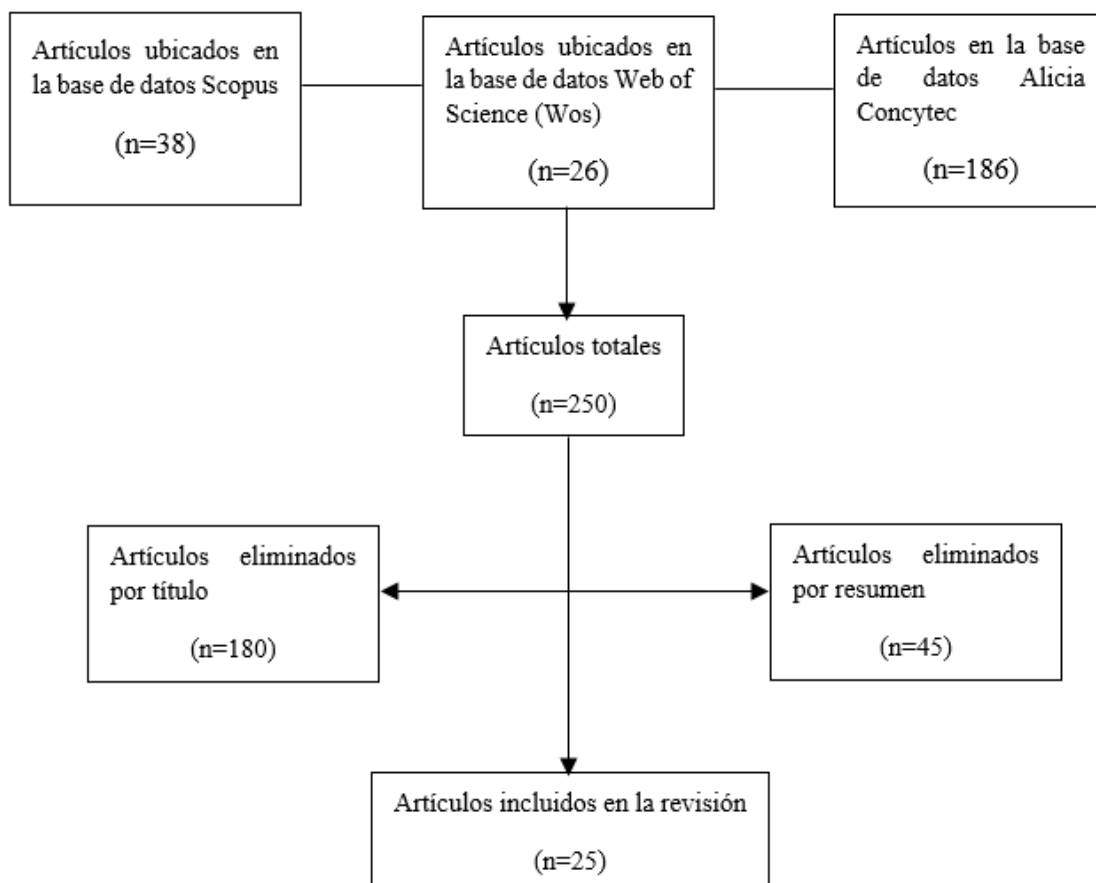 Artículos ubicados en
la base de datos Scopus
(n=38)
Artículos ubicados en
la base de datos Web of
Science (Wos)
(n=26)
Artículos en la base
de datos Alicia
Concytec
(n=186)
Artículos totales
(n=250)
Artículos eliminados
por título
(n=180)
Artículos eliminados
por resumen
(n=45)
Artículos incluidos en la revisión
(n=25)